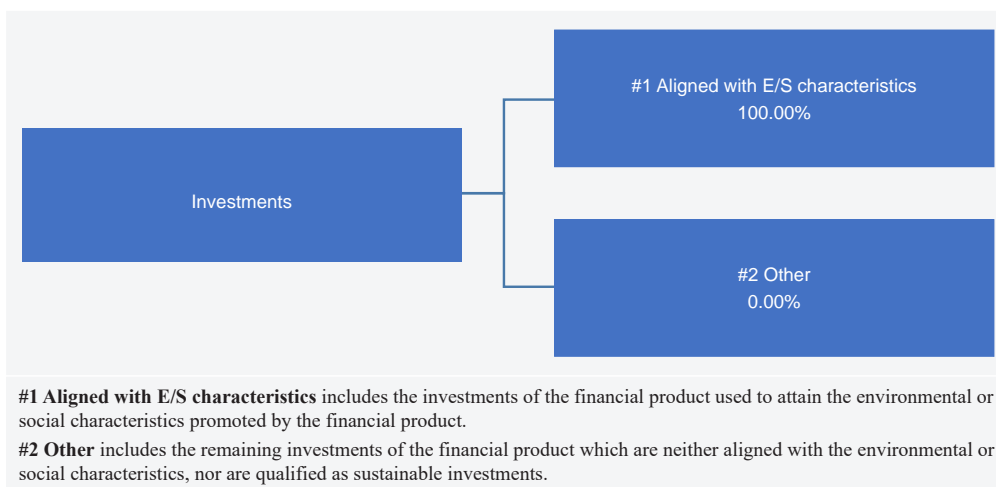 #1 Aligned with E/S characteristics
100.00%
Investments
#2 Other
0.00%
#1 Aligned with E/S characteristics includes the investments of the financial product used to attain the environmental or
social characteristics promoted by the financial product.
#2 Other includes the remaining investments of the financial product which are neither aligned with the environmental or
social characteristics, nor are qualified as sustainable investments.